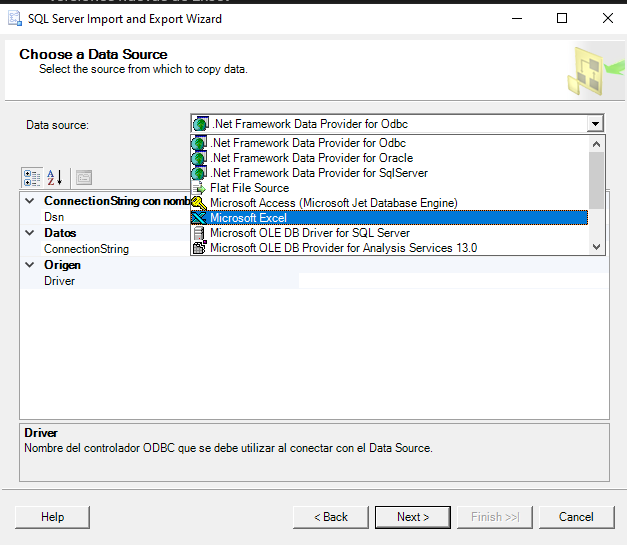 SQL Server Import and Export Wizard
Choose a Data Source
Select the source from which to copy data.
Data source:
.Net Framework Data Provider for Odbc
.Net Framework Data Provider for Odbc
.Net Framework Data Provider for Oracle
.Net Framework Data Provider for SqlServer
Flat File Source
Microsoft Access (Microsoft Jet Database Engine)
Microsoft Excel
Microsoft OLE DB Driver for SQL Server
Microsoft OLE DB Provider for Analysis Services 13.0
ConnectionString con nomb
Dsn
Datos
ConnectionString
Origen
Driver
Driver
Nombre del controlador ODBC que se debe utilizar al conectar con el Data Source.
Help
< Back
Next >
Finish >>|
Cancel